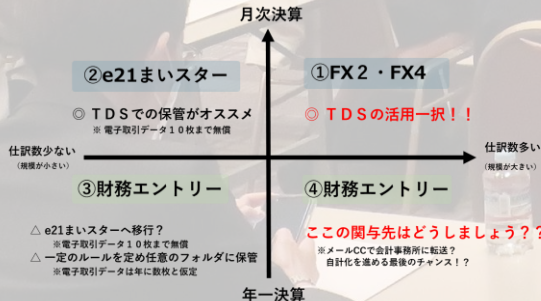 月次決算
②e21まいスター
①FX２・FX4
◎ ＴＤＳでの保管がオススメ
※ 電子取引データ１０枚まで無償
◎ ＴＤＳの活用一択！！
仕訳数少ない
（規模が小さい）
仕訳数多い
（規模が大きい）
③財務エントリー
④財務エントリー
△ e21まいスターへ移行？
※電子取引データ１０枚まで無償
△ 一定のルールを定め任意のフォルダに保管
※電子取引データは年に数枚と仮定
ここの関与先はどうしましょう？？
※メールCCで会計事務所に転送？
自計化を進める最後のチャンス！？
年一決算